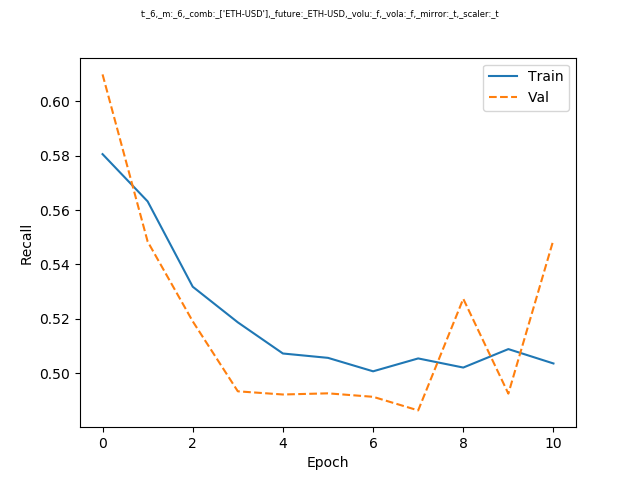 t:_6,_m:_6,_comb:_['ETH-USD'],_future:_ETH-USD,_volu:_f,_vola:_f,_mirror:_t,_scaler:_t
Train
Val
0.60
0.58
0.56
0.54
0.52
0.50
Recall
0 2 4 6 8 10
Epoch